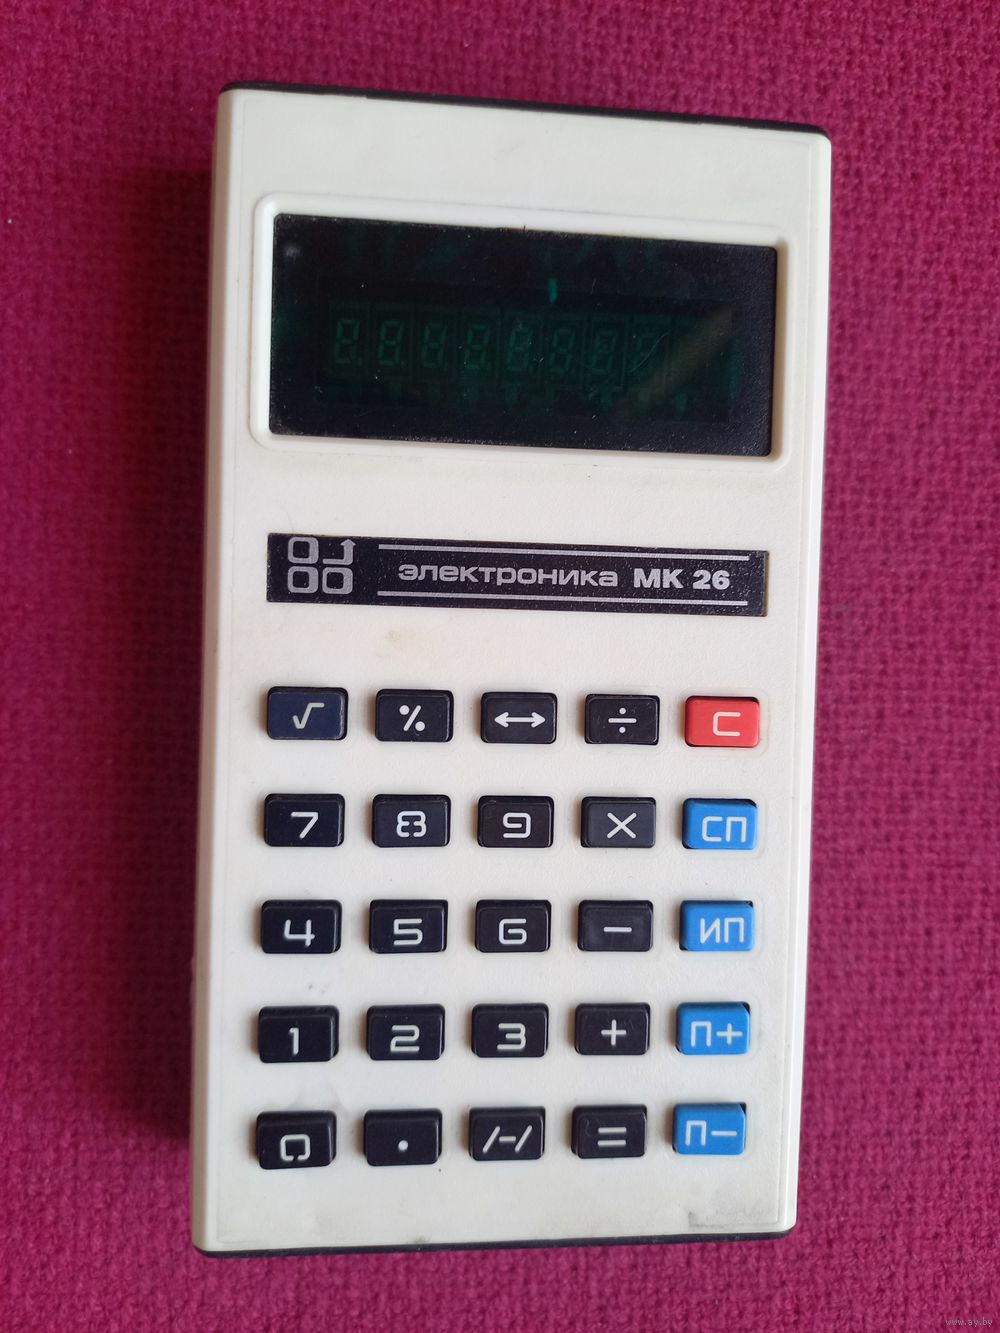 электроника МК 26
√ % ↔ ÷ C
7 8 9 X СП
4 5 6 − ИП
1 2 3 + П+
0 . /-/ = П−
www.ay.by